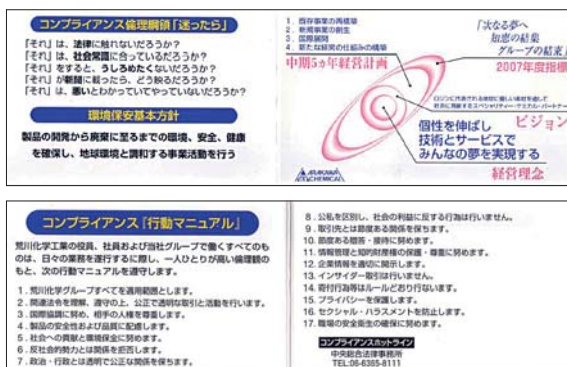 コンプライアンス倫理綱領「迷ったら」
「それ」は、法律に触れないだろうか？
「それ」は、社会常識に合っているだろうか？
「それ」をすると、うしろめたくないだろうか？
「それ」が新聞に載ったら、どう映るだろうか？
「それ」は、悪いとわかっていてやっていないだろうか？
環境保安基本方針
製品の開発から廃棄に至るまでの環境、安全、健康
を確保し、地球環境と調和する事業活動を行う
1．既存事業の再構築
2．新規事業の創生
3．国際展開
4．新たな経営の仕組みの構築
中期5ヵ年経営計画
「次なる夢へ
知恵の結集
グループの結束」
2007年度指標
ビジョン
個性を伸ばし
技術とサービスで
みんなの夢を実現する
経営理念
ARAKAWA
CHEMICAL
コンプライアンス『行動マニュアル』
荒川化学工業の役員、社員および当社グループで働くすべてのも
のは、日々の業務を遂行するに際し、一人ひとりが高い倫理観の
もと、次の行動マニュアルを遵守します。
1．荒川化学グループすべてを適用範囲とします。
2．関連法令を理解、遵守の上、公正で透明な取引と活動を行います。
3．国際協調に努め、相手の人権を尊重します。
4．製品の安全性および品質に配慮します。
5．社会への貢献と環境保全に努めます。
6．反社会的勢力とは関係を拒否します。
7．政治・行政とは透明で公正な関係を保ちます。
8．公私を区別し、社会の利益に反する行為は行いません。
9．取引先とは節度ある関係を保ちます。
10．節度ある贈答・接待に努めます。
11．情報管理と知的財産権の保護・尊重に努めます。
12．企業情報を適切に開示します。
13．インサイダー取引は行いません。
14．寄付行為等はルールどおり行ないます。
15．プライバシーを保護します。
16．セクシャル・ハラスメントを防止します。
17．職場の安全衛生の確保に努めます。
コンプライアンスホットライン
中央総合法律事務所
TEL:06-6365-8111